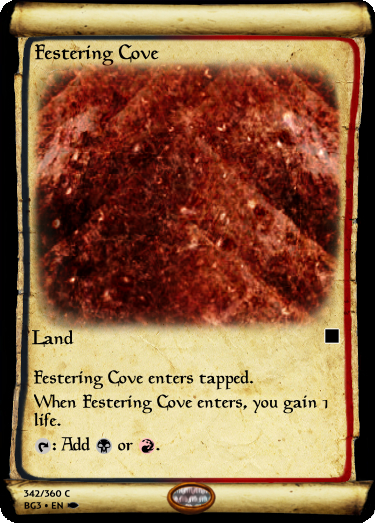 Festering Cove
Land
Festering Cove enters tapped.
When Festering Cove enters, you gain 1
life.
: Add or .
342/360 C
BG3 • EN